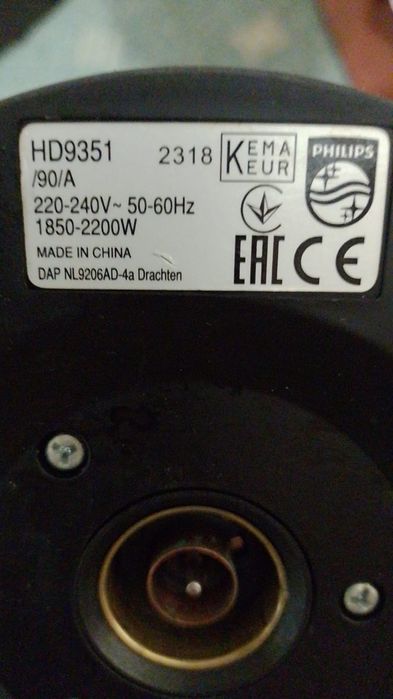 HD9351
2318
KEMA
KEUR
PHILIPS
/90/A
220-240V~ 50-60Hz
1850-2200W
MADE IN CHINA
DAP NL9206AD-4a Drachten
EAC CE